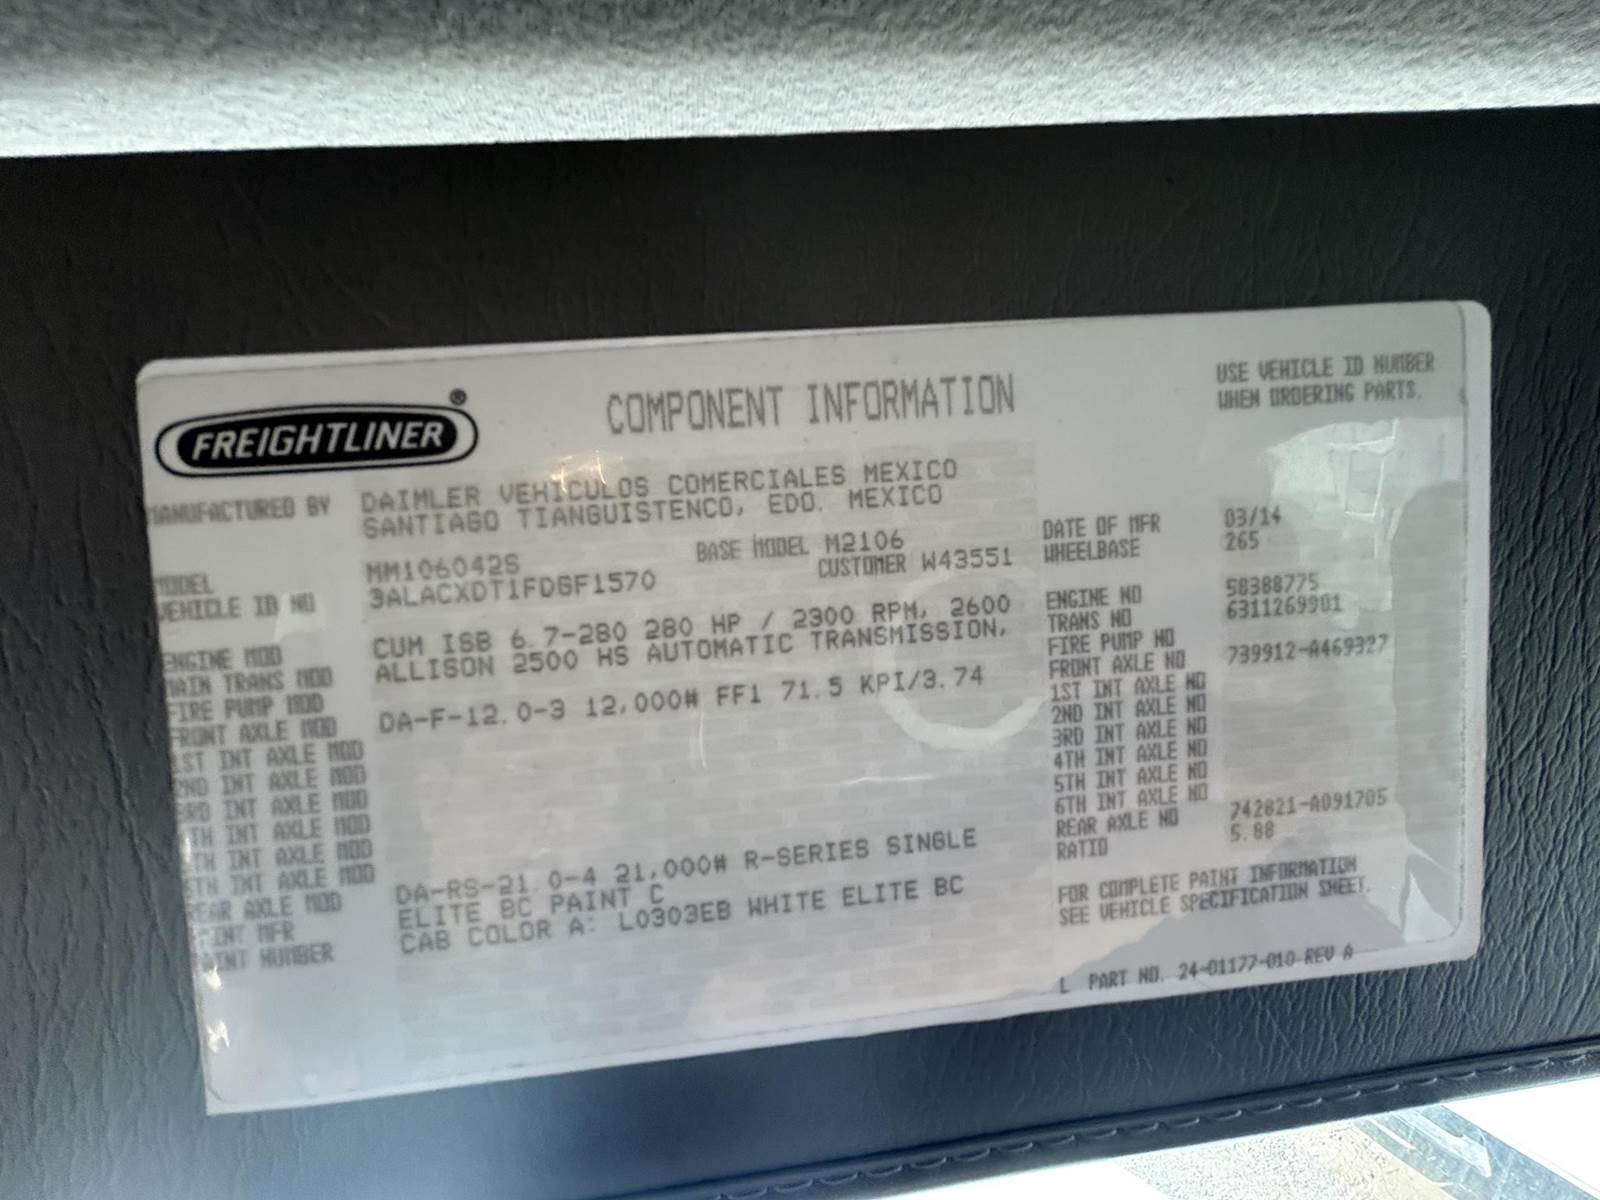 FREIGHTLINER®
COMPONENT INFORMATION
USE VEHICLE ID NUMBER
WHEN ORDERING PARTS.
MANUFACTURED BY DAIMLER VEHICULOS COMERCIALES MEXICO
SANTIAGO TIANGUISTENCO, EDO. MEXICO
MODEL MM106042S BASE MODEL M2106 DATE OF MFR 03/14
VEHICLE ID NO 3ALACXDT1FDGF1570 CUSTOMER W43551 WHEELBASE 265
ENGINE MOD CUM ISB 6.7-280 280 HP / 2300 RPM, 2600 ENGINE NO 58388775
MAIN TRANS MOD ALLISON 2500 HS AUTOMATIC TRANSMISSION, TRANS NO 6311269901
FIRE PUMP MOD FIRE PUMP NO
FRONT AXLE MOD DA-F-12.0-3 12,000# FF1 71.5 KPI/3.74 FRONT AXLE NO 739912-A469327
1ST INT AXLE MOD 1ST INT AXLE NO
2ND INT AXLE MOD 2ND INT AXLE NO
3RD INT AXLE MOD 3RD INT AXLE NO
4TH INT AXLE MOD 4TH INT AXLE NO
5TH INT AXLE MOD 5TH INT AXLE NO
6TH INT AXLE MOD 6TH INT AXLE NO
REAR AXLE MOD DA-RS-21.0-4 21,000# R-SERIES SINGLE REAR AXLE NO 742821-A091705
PAINT MFR ELITE BC PAINT C RATIO 5.88
PAINT NUMBER CAB COLOR A: L0303EB WHITE ELITE BC
FOR COMPLETE PAINT INFORMATION
SEE VEHICLE SPECIFICATION SHEET.
L PART NO. 24-01177-010 REV A